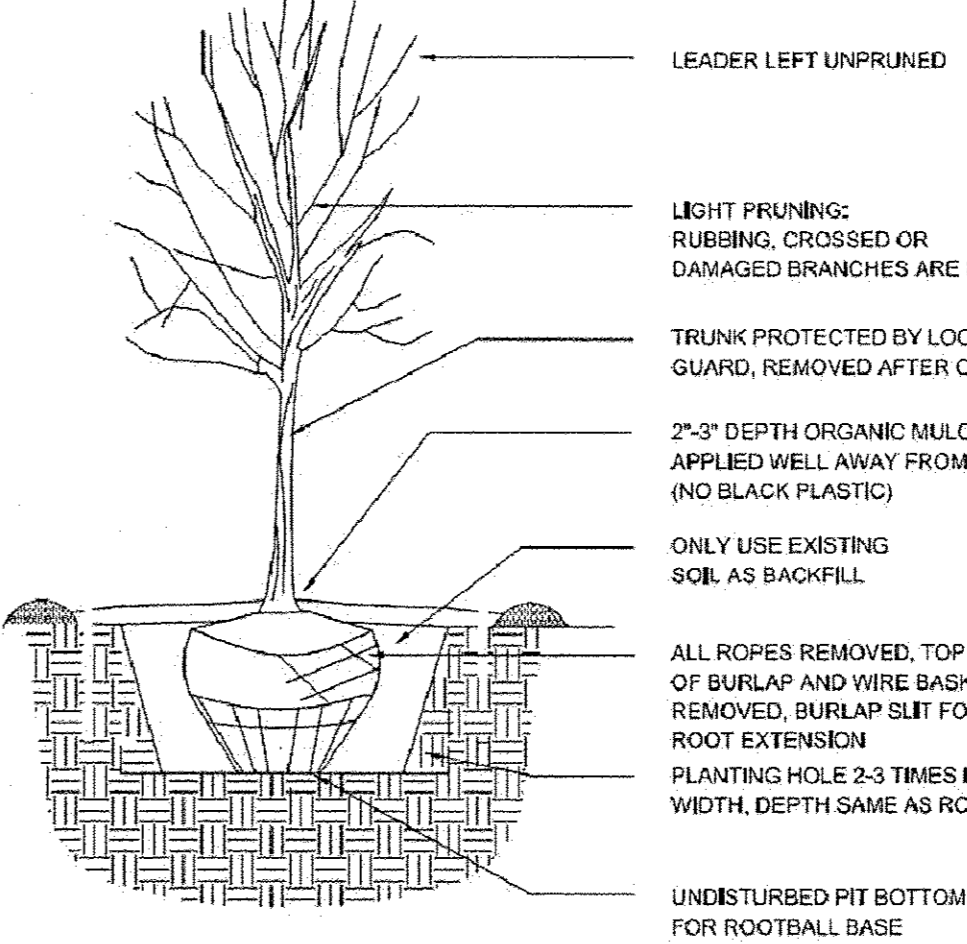 LEADER LEFT UNPRUNED
LIGHT PRUNING:
RUBBING, CROSSED OR
DAMAGED BRANCHES ARE
TRUNK PROTECTED BY
GUARD, REMOVED AFTER
2"-3" DEPTH ORGANIC
APPLIED WELL AWAY FROM
(NO BLACK PLASTIC)
ONLY USE EXISTING
SOIL AS BACKFILL
ALL ROPES REMOVED, TOP
OF BURLAP AND WIRE
REMOVED, BURLAP SLIT
ROOT EXTENSION
PLANTING HOLE 2-3 TIMES
WIDTH, DEPTH SAME AS
UNDISTURBED PIT BOTTOM
FOR ROOTBALL BASE